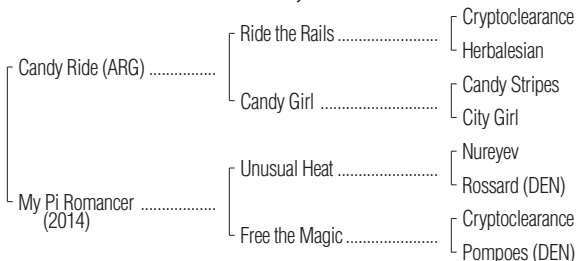 Cryptoclearance
Ride the Rails
Herbalesian
Candy Ride (ARG)
Candy Stripes
Candy Girl
City Girl
Nureyev
Unusual Heat
Rossard (DEN)
My Pi Romancer
(2014)
Cryptoclearance
Free the Magic
Pompoes (DEN)